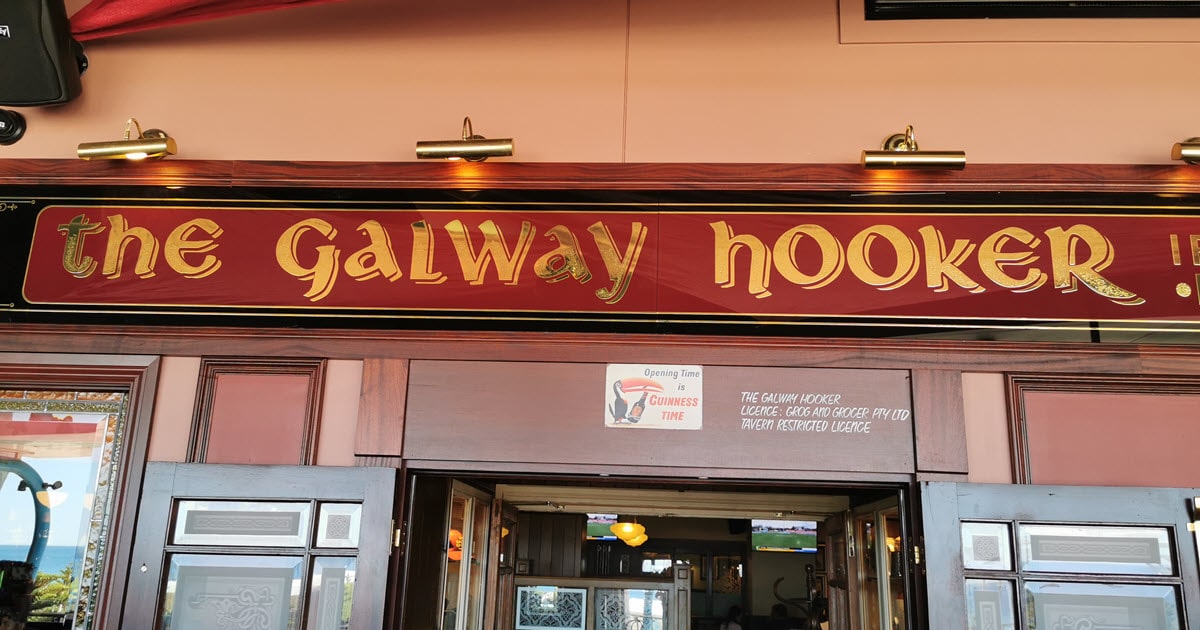 the Galway hooker !!
Opening Time
is
GUINNESS
TIME
THE GALWAY HOOKER
LICENCE : GROG AND GROCER PTY LTD
TAVERN RESTRICTED LICENCE